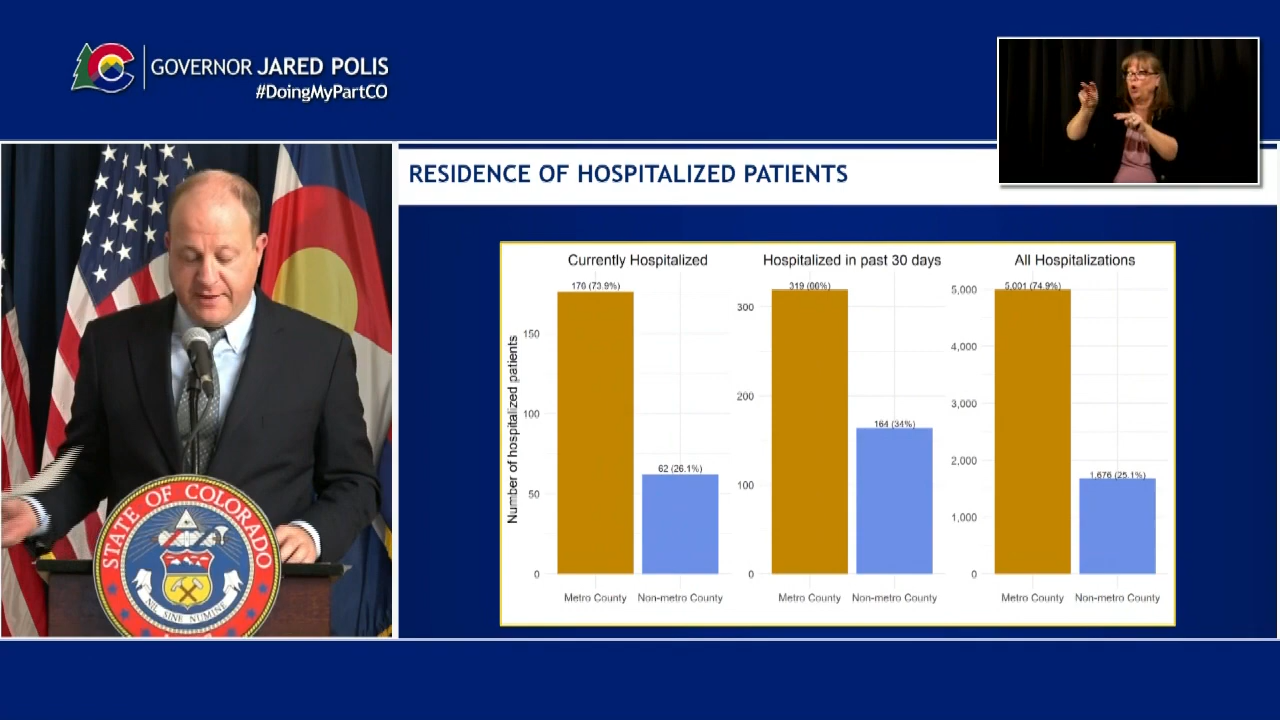 GOVERNOR JARED POLIS
#DoingMyPartCO
RESIDENCE OF HOSPITALIZED PATIENTS
Currently Hospitalized
Hospitalized in past 30 days
All Hospitalizations
Number of hospitalized patients
176 (73.9%)
62 (26.1%)
150
100
50
0
Metro County
Non-metro County
319 (66%)
164 (34%)
300
200
100
0
Metro County
Non-metro County
5,001 (74.9%)
1,676 (25.1%)
5,000
4,000
3,000
2,000
1,000
0
Metro County
Non-metro County
STATE OF COLORADO
NIL SINE NUMINE